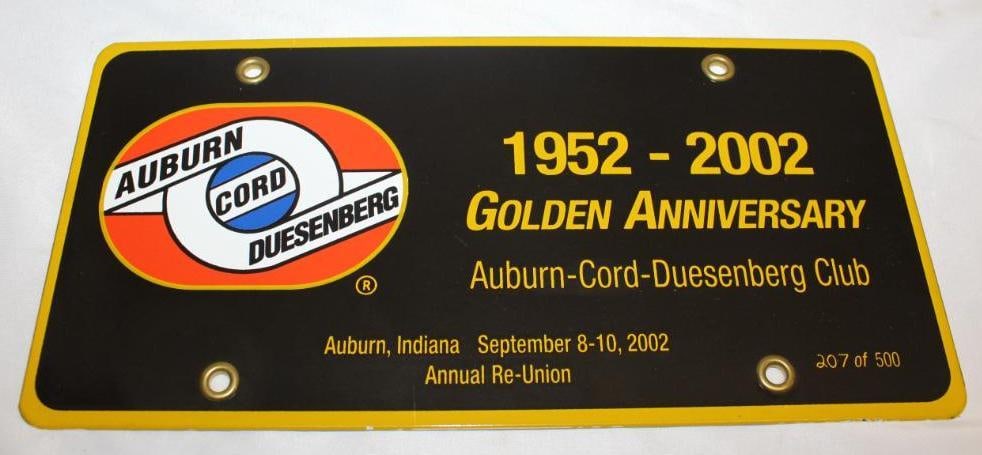 AUBURN
CORD
DUESENBERG
®
1952 - 2002
GOLDEN ANNIVERSARY
Auburn-Cord-Duesenberg Club
Auburn, Indiana September 8-10, 2002
Annual Re-Union
207 of 500